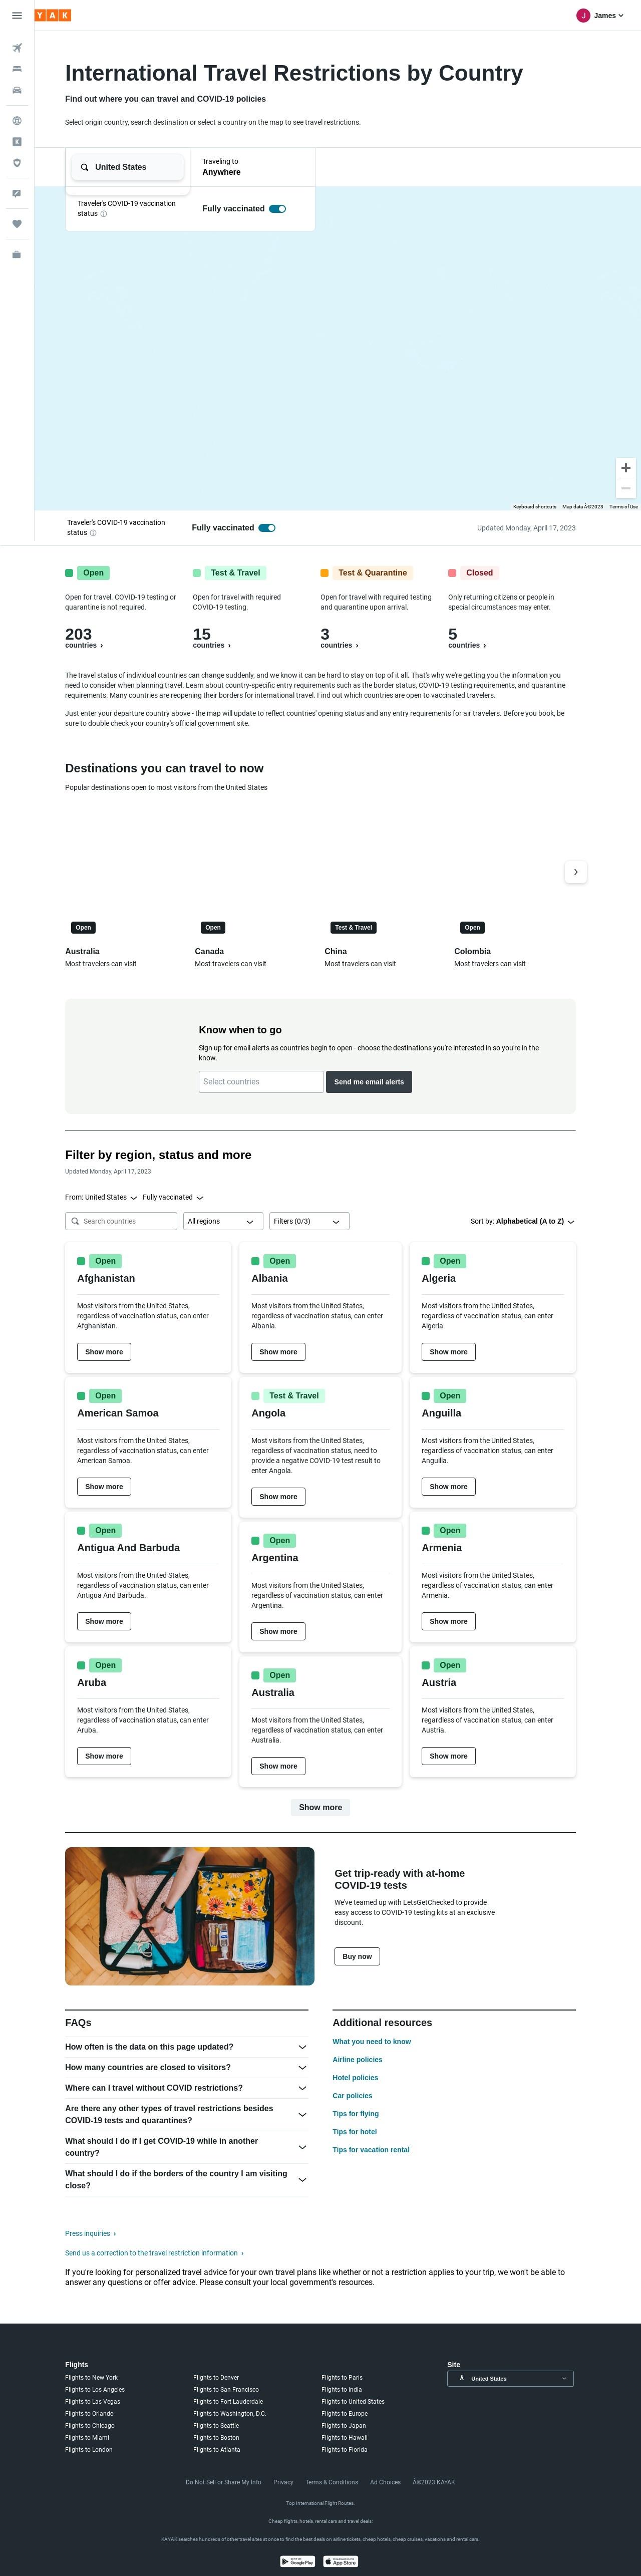 YAK
J James
International Travel Restrictions by Country
Find out where you can travel and COVID-19 policies
Select origin country, search destination or select a country on the map to see travel restrictions.
United States
Traveling to
Anywhere
Traveler's COVID-19 vaccination
status
Fully vaccinated
Keyboard shortcuts Map data Â©2023 Terms of Use
Traveler's COVID-19 vaccination
status
Fully vaccinated
Updated Monday, April 17, 2023
Open
Open for travel. COVID-19 testing or
quarantine is not required.
203
countries ›
Test & Travel
Open for travel with required
COVID-19 testing.
15
countries ›
Test & Quarantine
Open for travel with required testing
and quarantine upon arrival.
3
countries ›
Closed
Only returning citizens or people in
special circumstances may enter.
5
countries ›
The travel status of individual countries can change suddenly, and we know it can be hard to stay on top of it all. That's why we're getting you the information you
need to consider when planning travel. Learn about country-specific entry requirements such as the border status, COVID-19 testing requirements, and quarantine
requirements. Many countries are reopening their borders for international travel. Find out which countries are open to vaccinated travelers.
Just enter your departure country above - the map will update to reflect countries' opening status and any entry requirements for air travelers. Before you book, be
sure to double check your country's official government site.
Destinations you can travel to now
Popular destinations open to most visitors from the United States
Open
Australia
Most travelers can visit
Open
Canada
Most travelers can visit
Test & Travel
China
Most travelers can visit
Open
Colombia
Most travelers can visit
Know when to go
Sign up for email alerts as countries begin to open - choose the destinations you're interested in so you're in the
know.
Select countries
Send me email alerts
Filter by region, status and more
Updated Monday, April 17, 2023
From: United States Fully vaccinated
Search countries
All regions
Filters (0/3)
Sort by: Alphabetical (A to Z)
Open
Afghanistan
Most visitors from the United States,
regardless of vaccination status, can enter
Afghanistan.
Show more
Open
Albania
Most visitors from the United States,
regardless of vaccination status, can enter
Albania.
Show more
Open
Algeria
Most visitors from the United States,
regardless of vaccination status, can enter
Algeria.
Show more
Open
American Samoa
Most visitors from the United States,
regardless of vaccination status, can enter
American Samoa.
Show more
Test & Travel
Angola
Most visitors from the United States,
regardless of vaccination status, need to
provide a negative COVID-19 test result to
enter Angola.
Show more
Open
Anguilla
Most visitors from the United States,
regardless of vaccination status, can enter
Anguilla.
Show more
Open
Antigua And Barbuda
Most visitors from the United States,
regardless of vaccination status, can enter
Antigua And Barbuda.
Show more
Open
Argentina
Most visitors from the United States,
regardless of vaccination status, can enter
Argentina.
Show more
Open
Armenia
Most visitors from the United States,
regardless of vaccination status, can enter
Armenia.
Show more
Open
Aruba
Most visitors from the United States,
regardless of vaccination status, can enter
Aruba.
Show more
Open
Australia
Most visitors from the United States,
regardless of vaccination status, can enter
Australia.
Show more
Open
Austria
Most visitors from the United States,
regardless of vaccination status, can enter
Austria.
Show more
Show more
Get trip-ready with at-home
COVID-19 tests
We've teamed up with LetsGetChecked to provide
easy access to COVID-19 testing kits at an exclusive
discount.
Buy now
FAQs
How often is the data on this page updated?
How many countries are closed to visitors?
Where can I travel without COVID restrictions?
Are there any other types of travel restrictions besides
COVID-19 tests and quarantines?
What should I do if I get COVID-19 while in another
country?
What should I do if the borders of the country I am visiting
close?
Additional resources
What you need to know
Airline policies
Hotel policies
Car policies
Tips for flying
Tips for hotel
Tips for vacation rental
Press inquiries ›
Send us a correction to the travel restriction information ›
If you're looking for personalized travel advice for your own travel plans like whether or not a restriction applies to your trip, we won't be able to
answer any questions or offer advice. Please consult your local government's resources.
Flights
Flights to New York
Flights to Los Angeles
Flights to Las Vegas
Flights to Orlando
Flights to Chicago
Flights to Miami
Flights to London
Flights to Denver
Flights to San Francisco
Flights to Fort Lauderdale
Flights to Washington, D.C.
Flights to Seattle
Flights to Boston
Flights to Atlanta
Flights to Paris
Flights to India
Flights to United States
Flights to Europe
Flights to Japan
Flights to Hawaii
Flights to Florida
Site
Â United States
Do Not Sell or Share My Info Privacy Terms & Conditions Ad Choices Â©2023 KAYAK
Top International Flight Routes.
Cheap flights, hotels, rental cars and travel deals:
KAYAK searches hundreds of other travel sites at once to find the best deals on airline tickets, cheap hotels, cheap cruises, vacations and rental cars.
GET IT ON
Google Play
Download on the
App Store